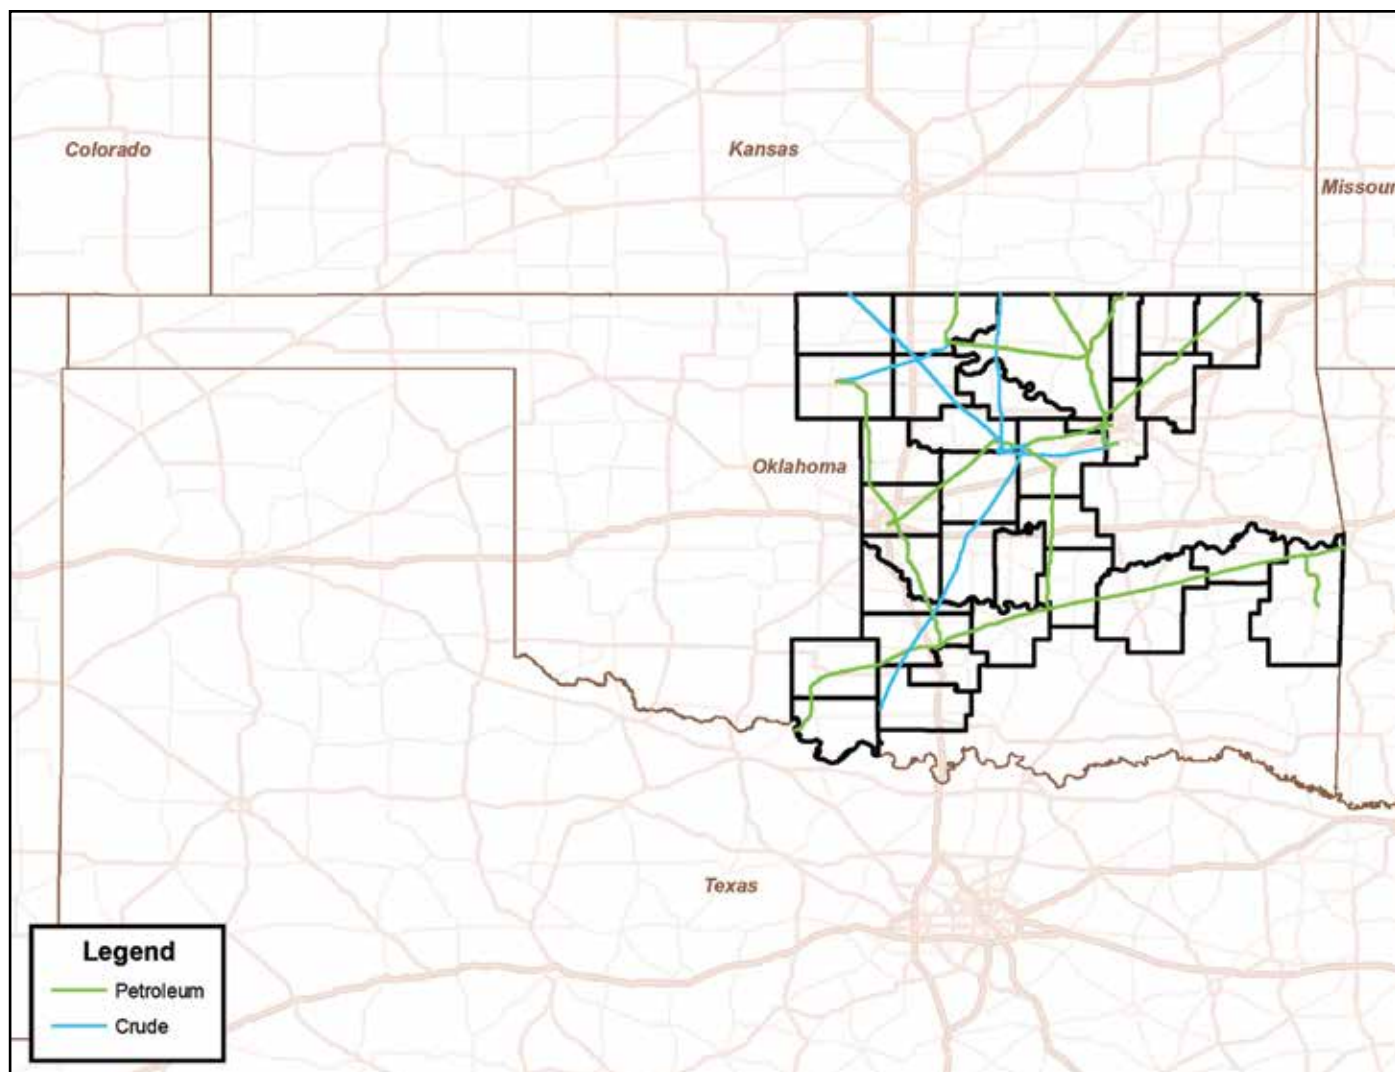 Colorado
Kansas
Missour
Oklahoma
Texas
Legend
Petroleum
Crude